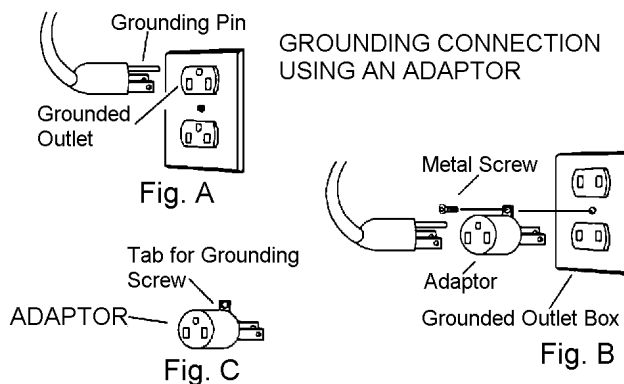 Grounding Pin
GROUNDING CONNECTION
USING AN ADAPTOR
Grounded
Outlet
Fig. A
Metal Screw
Adaptor
Grounded Outlet Box
Fig. B
Tab for Grounding
Screw
ADAPTOR
Fig. C